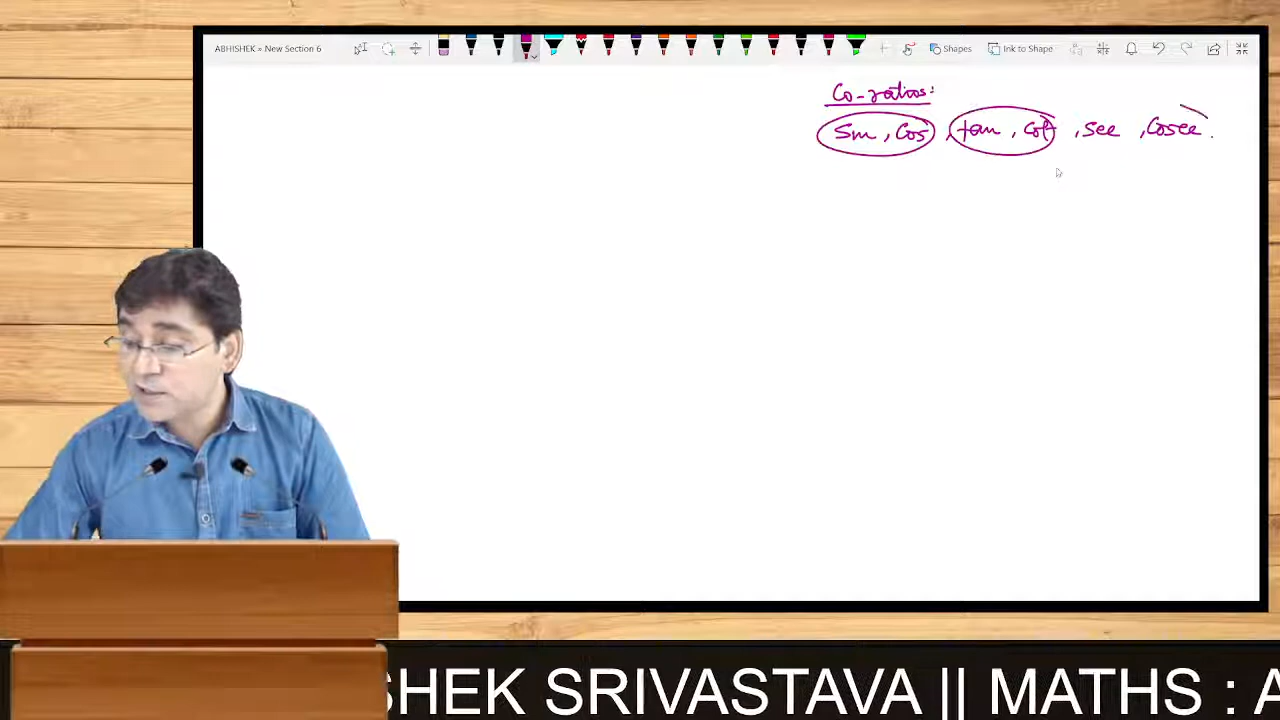 ABHISHEK » New Section 6
Shapes
Ink to Shape
Co-ratios:
Sin, Cos, tan, Cot, sec, Cosec.
SHEK SRIVASTAVA || MATHS : A